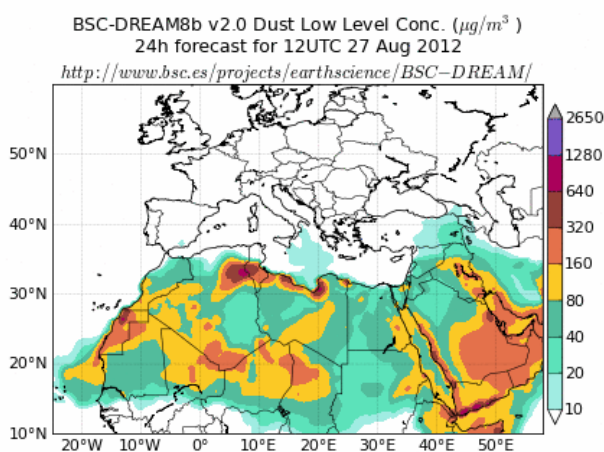 BSC-DREAM8b v2.0 Dust Low Level Conc. (μg/m³ )
24h forecast for 12UTC 27 Aug 2012
http://www.bsc.es/projects/earthscience/BSC−DREAM/
2650
1280
640
320
160
80
40
20
10
50°N
40°N
30°N
20°N
10°N
20°W 10°W 0° 10°E 20°E 30°E 40°E 50°E